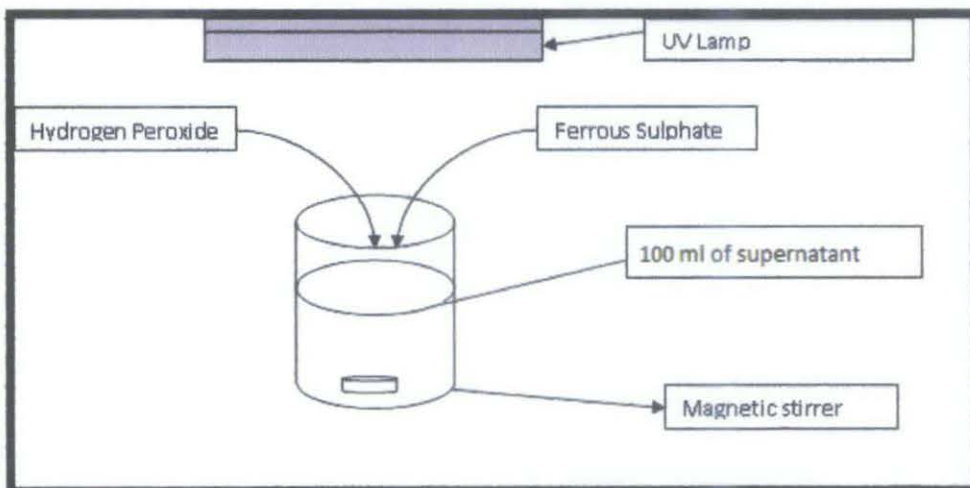 UV Lamp
Hydrogen Peroxide
Ferrous Sulphate
100 ml of supernatant
Magnetic stirrer